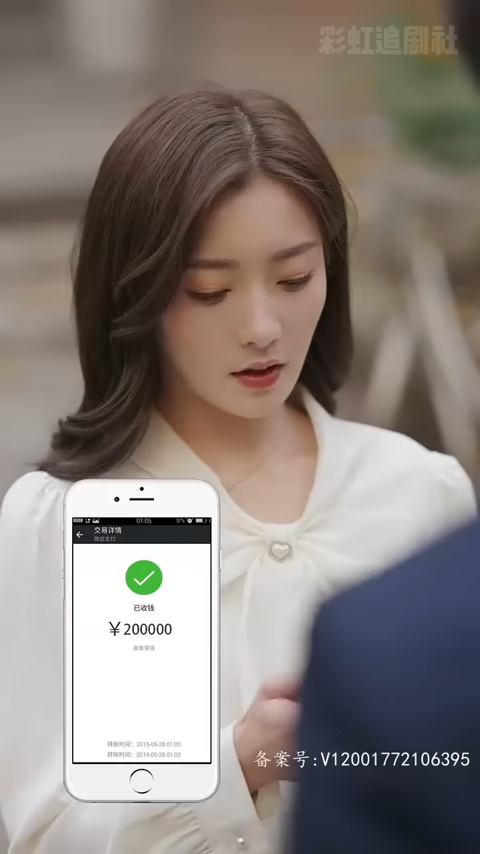 彩虹追剧社
01:05
交易详情
微信支付
已收钱
￥200000
查看零钱
转账时间：2015-05-28 01:00
转账时间：2015-05-28 01:00
备案号:V12001772106395